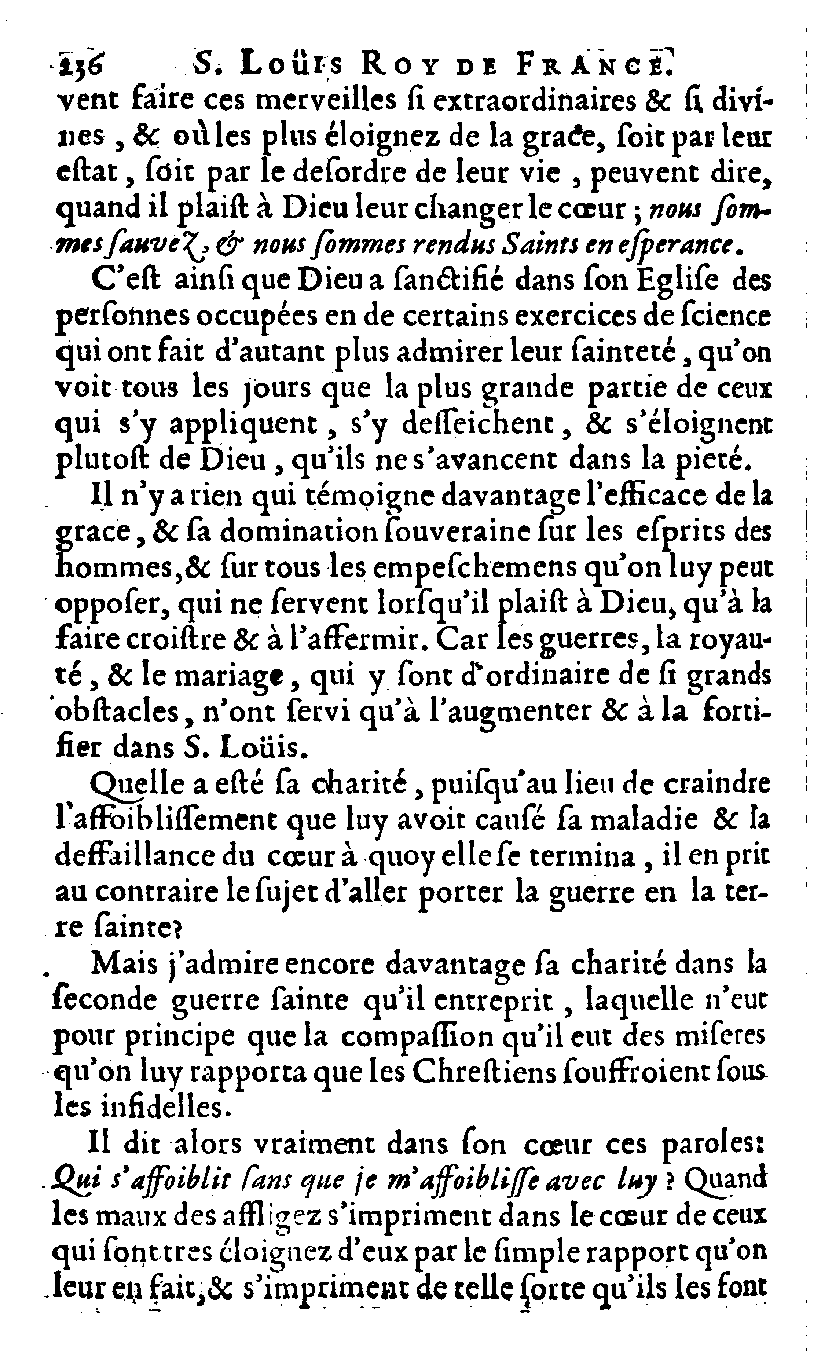 236 S. Loüis Roy de France.
vent faire ces merveilles ſi extraordinaires & ſi divi-
nes, & où les plus éloignez de la grace, ſoit par leur
eſtat, ſoit par le deſordre de leur vie, peuvent dire,
quand il plaiſt à Dieu leur changer le cœur; nous ſom-
mes ſauvez, & nous ſommes rendus Saints en eſperance.
C'eſt ainſi que Dieu a ſanctifié dans ſon Egliſe des
perſonnes occupées en de certains exercices de ſcience
qui ont fait d'autant plus admirer leur ſainteté, qu'on
voit tous les jours que la plus grande partie de ceux
qui s'y appliquent, s'y deſſeichent, & s'éloignent
plutoſt de Dieu, qu'ils ne s'avancent dans la pieté.
Il n'y a rien qui témoigne davantage l'efficace de la
grace, & ſa domination ſouveraine ſur les eſprits des
hommes, & ſur tous les empeſchemens qu'on luy peut
oppoſer, qui ne ſervent lorſqu'il plaiſt à Dieu, qu'à la
faire croiſtre & à l'affermir. Car les guerres, la royau-
té, & le mariage, qui y ſont d'ordinaire de ſi grands
obſtacles, n'ont ſervi qu'à l'augmenter & à la forti-
fier dans S. Loüis.
Quelle a eſté ſa charité, puiſqu'au lieu de craindre
l'affoibliſſement que luy avoit cauſé ſa maladie & la
deffaillance du cœur à quoy elle ſe termina, il en prit
au contraire le ſujet d'aller porter la guerre en la ter-
re ſainte?
Mais j'admire encore davantage ſa charité dans la
ſeconde guerre ſainte qu'il entreprit, laquelle n'eut
pour principe que la compaſſion qu'il eut des miſeres
qu'on luy rapporta que les Chreſtiens ſouffroient ſous
les infidelles.
Il dit alors vraiment dans ſon cœur ces paroles:
Qui s'affoiblit ſans que je m'affoibliſſe avec luy? Quand
les maux des affligez s'impriment dans le cœur de ceux
qui ſont tres éloignez d'eux par le ſimple rapport qu'on
leur en fait, & s'impriment de telle ſorte qu'ils les font